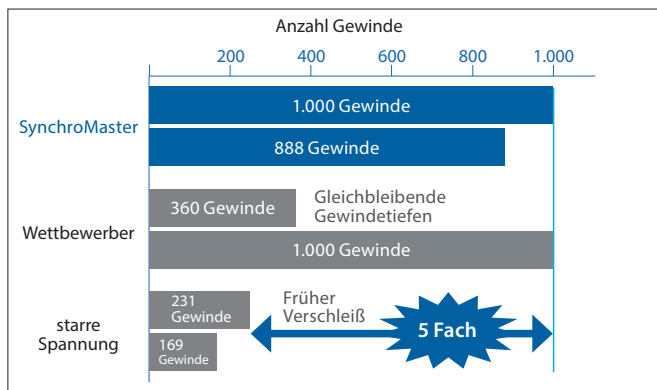 Anzahl Gewinde
200 400 600 800 1.000
SynchroMaster
1.000 Gewinde
888 Gewinde
Wettbewerber
360 Gewinde
Gleichbleibende
Gewindetiefen
1.000 Gewinde
starre
Spannung
231
Gewinde
Früher
Verschleiß
5 Fach
169
Gewinde